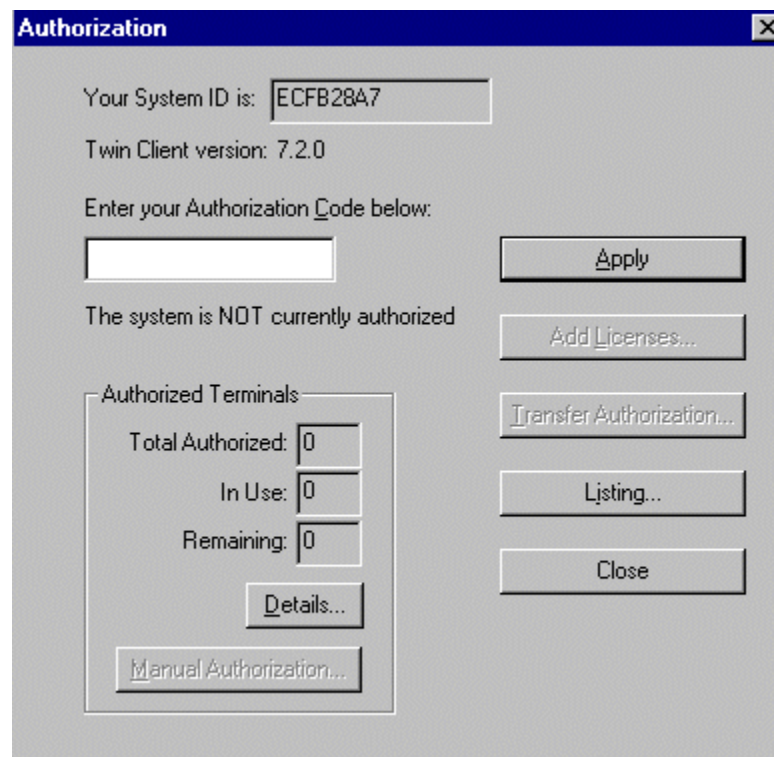 Authorization
Your System ID is: ECFB28A7
Twin Client version: 7.2.0
Enter your Authorization Code below:
Apply
The system is NOT currently authorized
Add Licenses...
Authorized Terminals
Transfer Authorization...
Total Authorized: 0
In Use: 0
Listing...
Remaining: 0
Close
Details...
Manual Authorization...